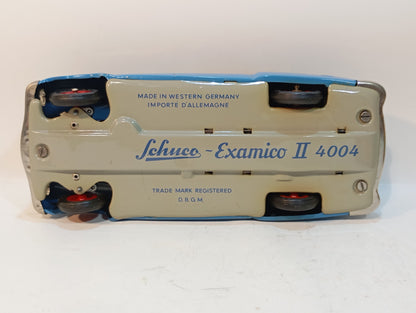 MADE IN WESTERN GERMANY
IMPORTE D'ALLEMAGNE
Schuco - Examico II 4004
TRADE MARK REGISTERED
D.B.G.M.